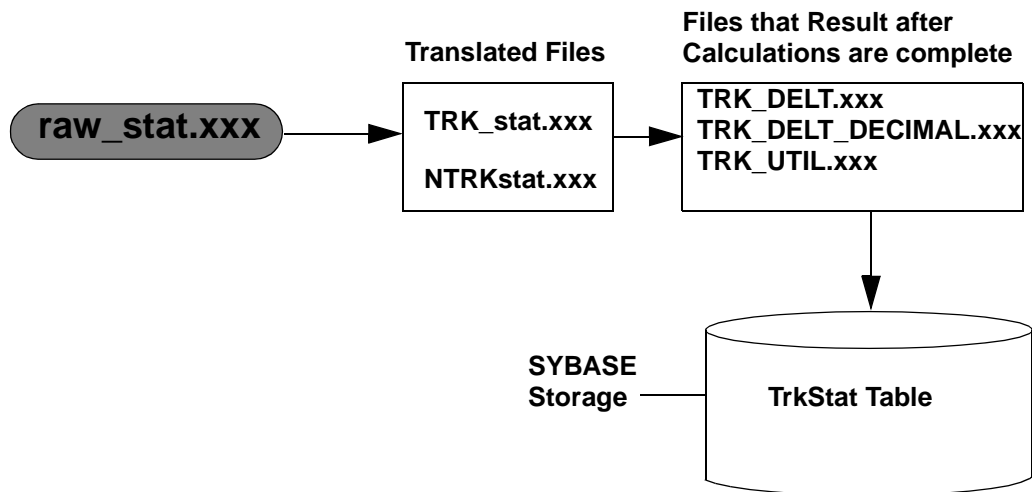 Files that Result after
Calculations are complete
Translated Files
raw_stat.xxx
TRK_stat.xxx
NTRKstat.xxx
TRK_DELT.xxx
TRK_DELT_DECIMAL.xxx
TRK_UTIL.xxx
SYBASE
Storage
TrkStat Table